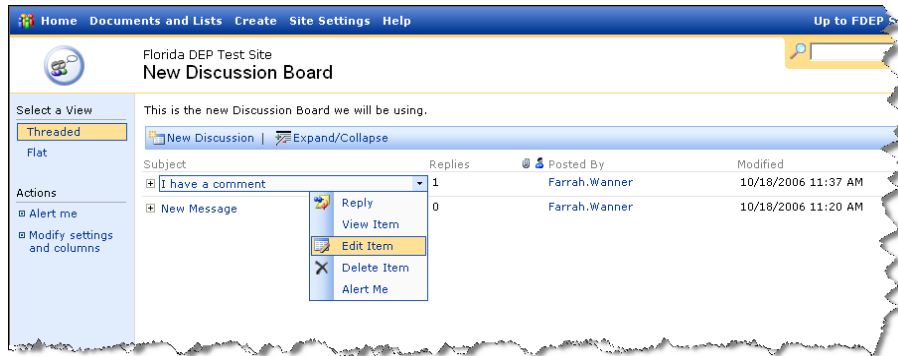 Home Documents and Lists Create Site Settings Help Up to FDEP
Florida DEP Test Site
New Discussion Board
Select a View
Threaded
Flat
Actions
Alert me
Modify settings
and columns
This is the new Discussion Board we will be using.
New Discussion | Expand/Collapse
Subject Replies Posted By Modified
I have a comment 1 Farrah.Wanner 10/18/2006 11:37 AM
New Message 0 Farrah.Wanner 10/18/2006 11:20 AM
Reply
View Item
Edit Item
Delete Item
Alert Me